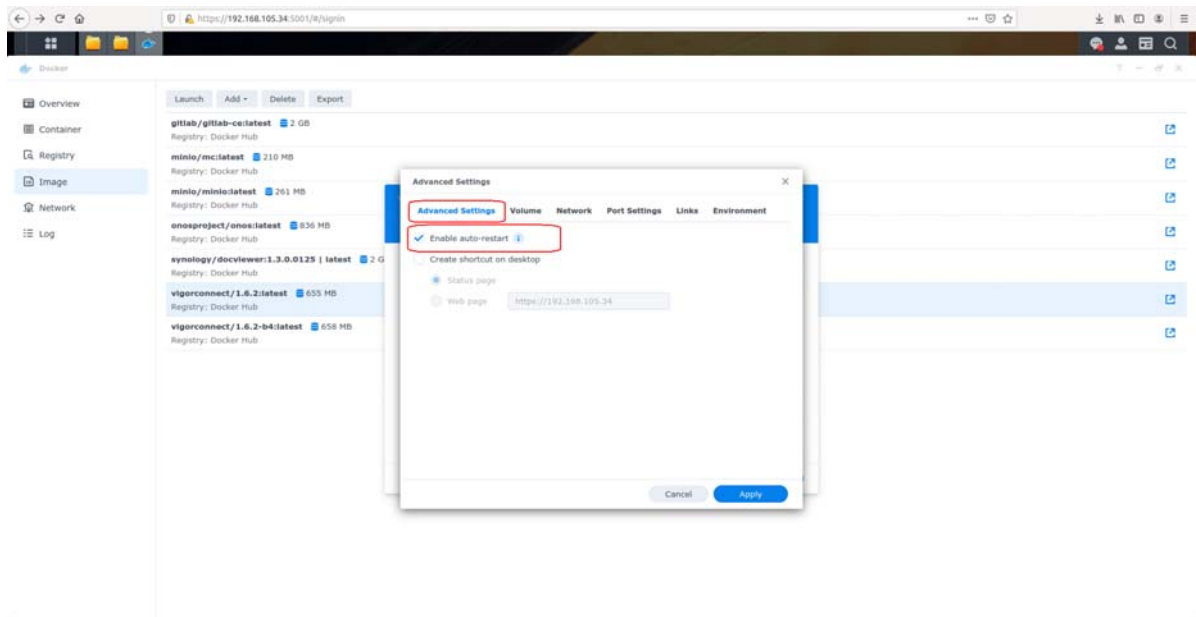 https://192.168.105.34:5001/#/signin
Docker
Overview
Container
Registry
Image
Network
Log
Launch Add Delete Export
gitlab/gitlab-ce:latest 2 GB
Registry: Docker Hub
minio/mc:latest 210 MB
Registry: Docker Hub
minio/minio:latest 261 MB
Registry: Docker Hub
onosproject/onos:latest 836 MB
Registry: Docker Hub
synology/docviewer:1.3.0.0125 | latest 2 G
Registry: Docker Hub
vigorconnect/1.6.2:latest 655 MB
Registry: Docker Hub
vigorconnect/1.6.2-b4:latest 658 MB
Registry: Docker Hub
Advanced Settings
Advanced Settings Volume Network Port Settings Links Environment
Enable auto-restart
Create shortcut on desktop
Status page
Web page https://192.168.105.34
Cancel Apply